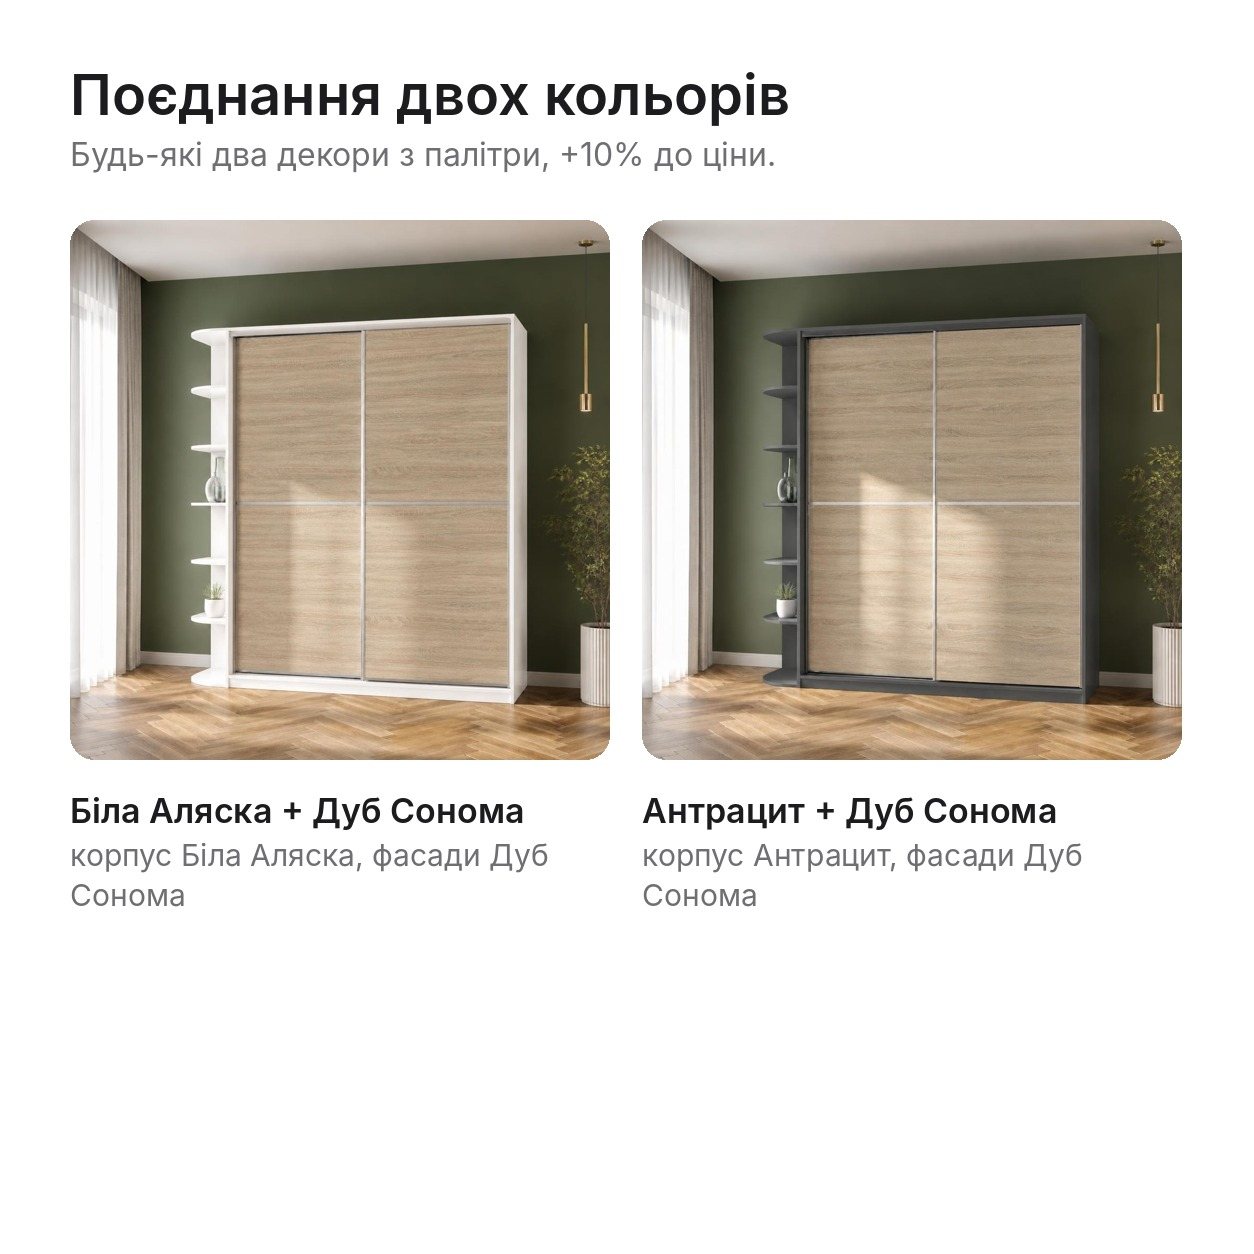 Поєднання двох кольорів
Будь-які два декори з палітри, +10% до ціни.
Біла Аляска + Дуб Сонома
корпус Біла Аляска, фасади Дуб
Сонома
Антрацит + Дуб Сонома
корпус Антрацит, фасади Дуб
Сонома